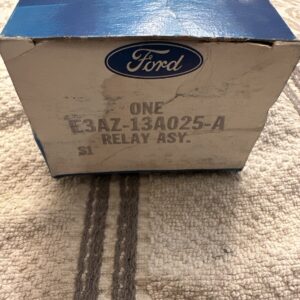 Ford
ONE
E3AZ-13A025-A
RELAY ASY.
S1